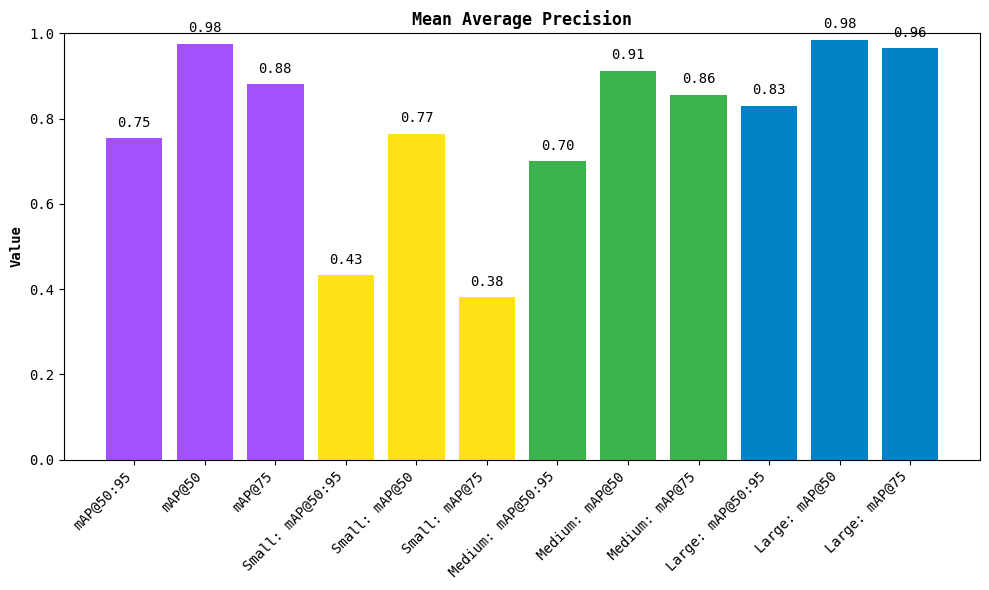 Mean Average Precision
Value
1.0
0.8
0.6
0.4
0.2
0.0
0.75
0.98
0.88
0.43
0.77
0.38
0.70
0.91
0.86
0.83
0.98
0.96
mAP@50:95
mAP@50
mAP@75
Small: mAP@50:95
Small: mAP@50
Small: mAP@75
Medium: mAP@50:95
Medium: mAP@50
Medium: mAP@75
Large: mAP@50:95
Large: mAP@50
Large: mAP@75